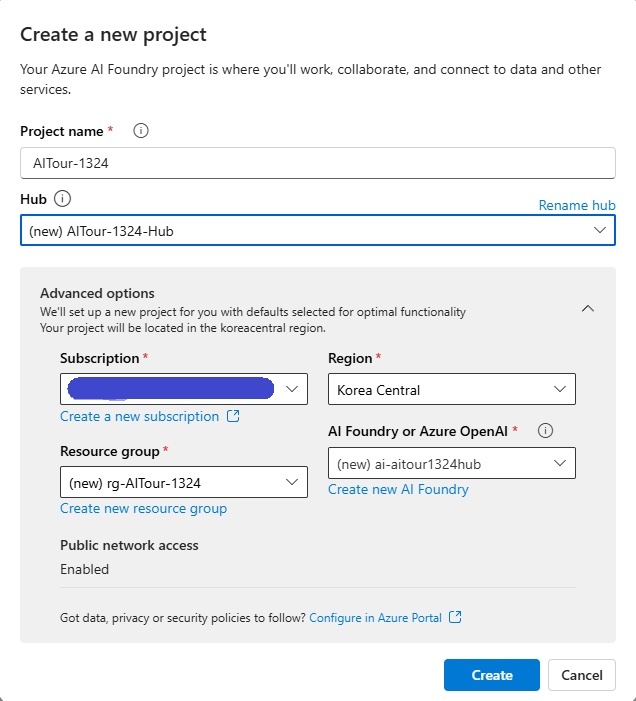 Create a new project
Your Azure AI Foundry project is where you'll work, collaborate, and connect to data and other
services.
Project name *
AITour-1324
Hub
Rename hub
(new) AITour-1324-Hub
Advanced options
We'll set up a new project for you with defaults selected for optimal functionality
Your project will be located in the koreacentral region.
Subscription *
Create a new subscription
Region *
Korea Central
Resource group *
(new) rg-AITour-1324
Create new resource group
AI Foundry or Azure OpenAI *
(new) ai-aitour1324hub
Create new AI Foundry
Public network access
Enabled
Got data, privacy or security policies to follow? Configure in Azure Portal
Create
Cancel